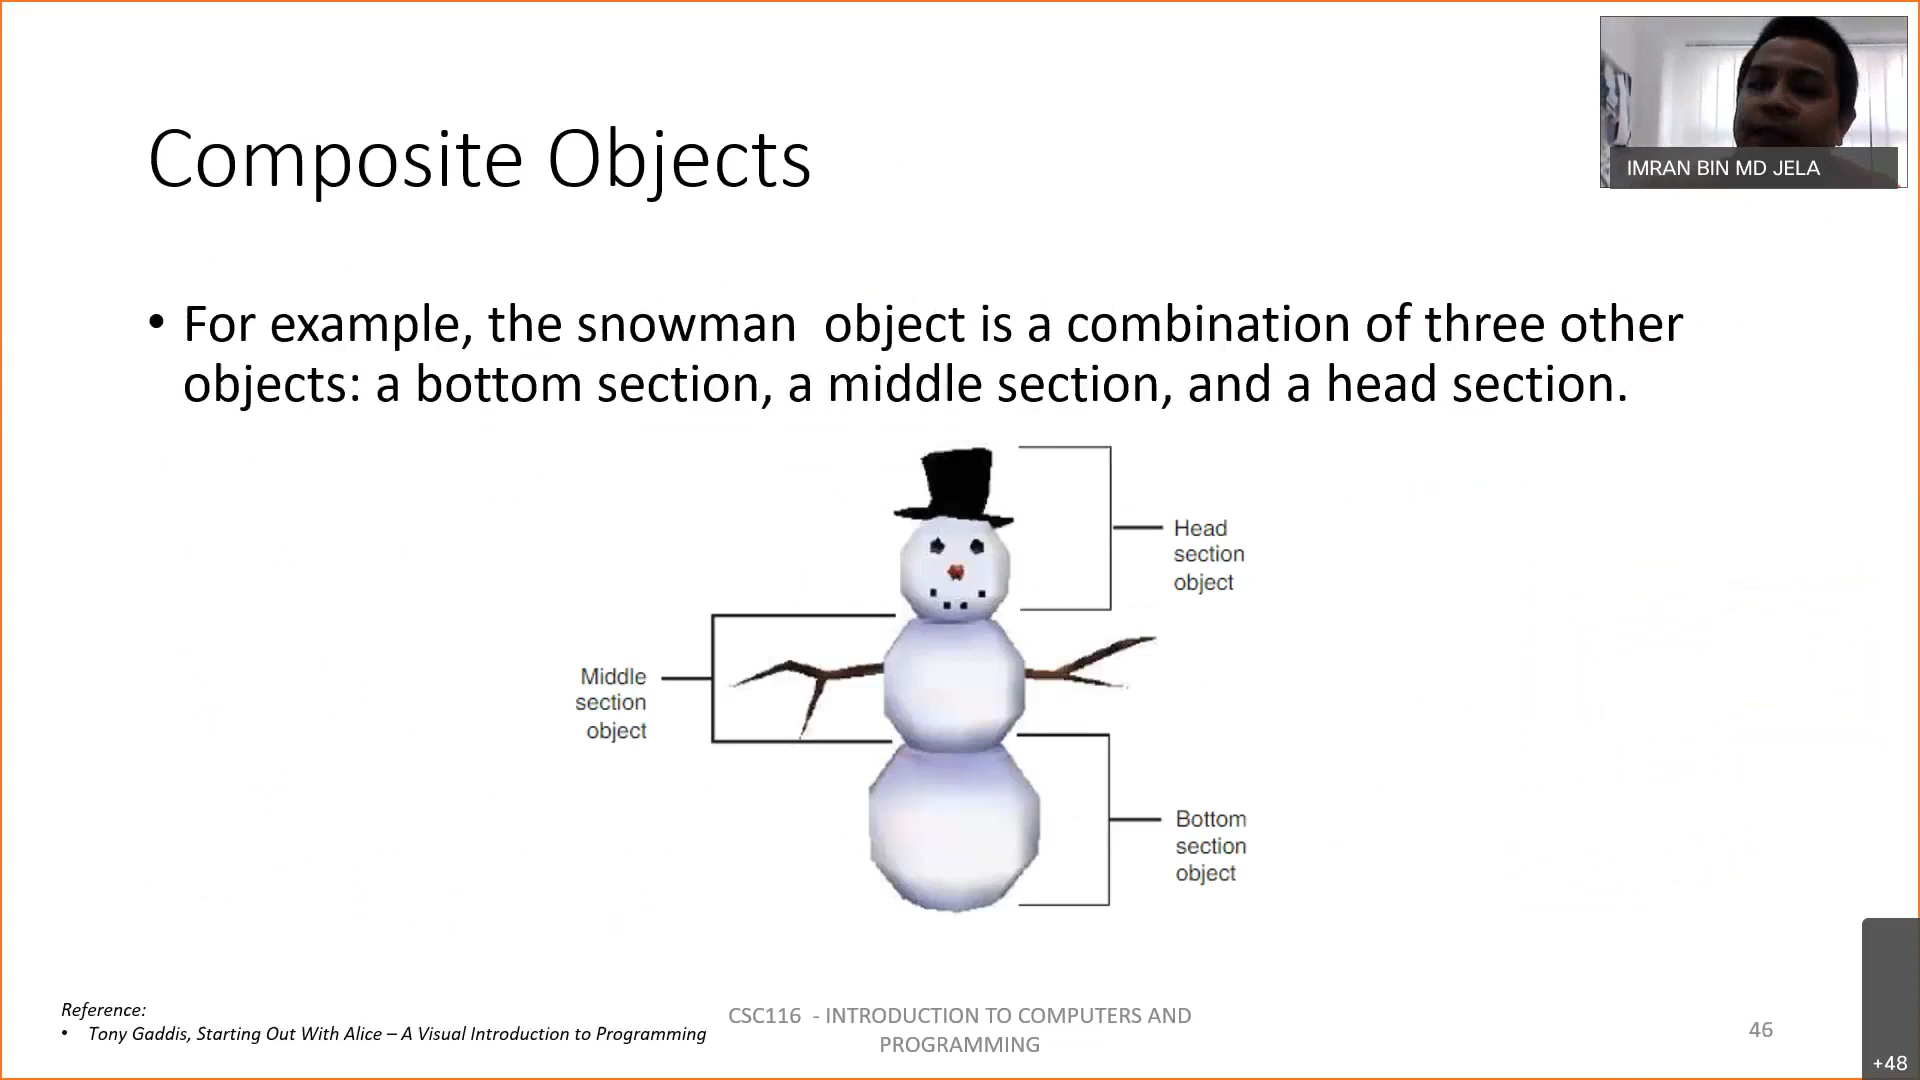 IMRAN BIN MD JELA
Composite Objects
• For example, the snowman  object is a combination of three other
objects: a bottom section, a middle section, and a head section.
Head
section
object
Middle
section
object
Bottom
section
object
Reference:
• Tony Gaddis, Starting Out With Alice – A Visual Introduction to Programming
CSC116  - INTRODUCTION TO COMPUTERS AND
PROGRAMMING
46
+48